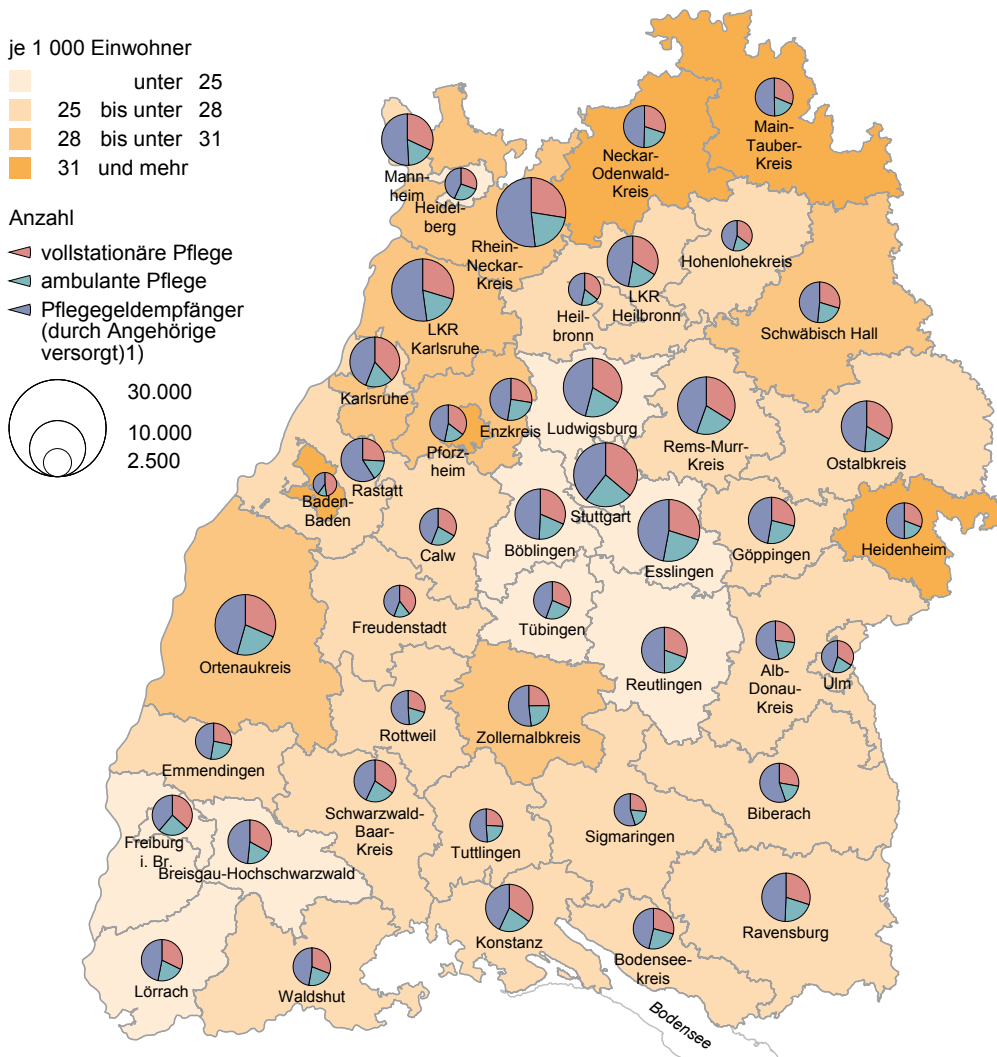 je 1 000 Einwohner
unter 25
25 bis unter 28
28 bis unter 31
31 und mehr
Anzahl
vollstationäre Pflege
ambulante Pflege
Pflegegeldempfänger
(durch Angehörige
versorgt)1)
30.000
10.000
2.500
Main-
Tauber-
Kreis
Neckar-
Odenwald-
Kreis
Mann-
heim
Heidel-
berg
Rhein-
Neckar-
Kreis
Hohenlohekreis
LKR
Heilbronn
Heil-
bronn
Schwäbisch Hall
LKR
Karlsruhe
Karlsruhe
Enzkreis
Ludwigsburg
Rems-Murr-
Kreis
Ostalbkreis
Pforz-
heim
Rastatt
Baden-
Baden
Stuttgart
Calw
Böblingen
Esslingen
Göppingen
Heidenheim
Freudenstadt
Tübingen
Ortenaukreis
Reutlingen
Alb-
Donau-
Kreis
Ulm
Rottweil
Zollernalbkreis
Emmendingen
Schwarzwald-
Baar-
Kreis
Biberach
Sigmaringen
Tuttlingen
Freiburg
i. Br.
Breisgau-Hochschwarzwald
Konstanz
Ravensburg
Bodensee-
kreis
Lörrach
Waldshut
Bodensee